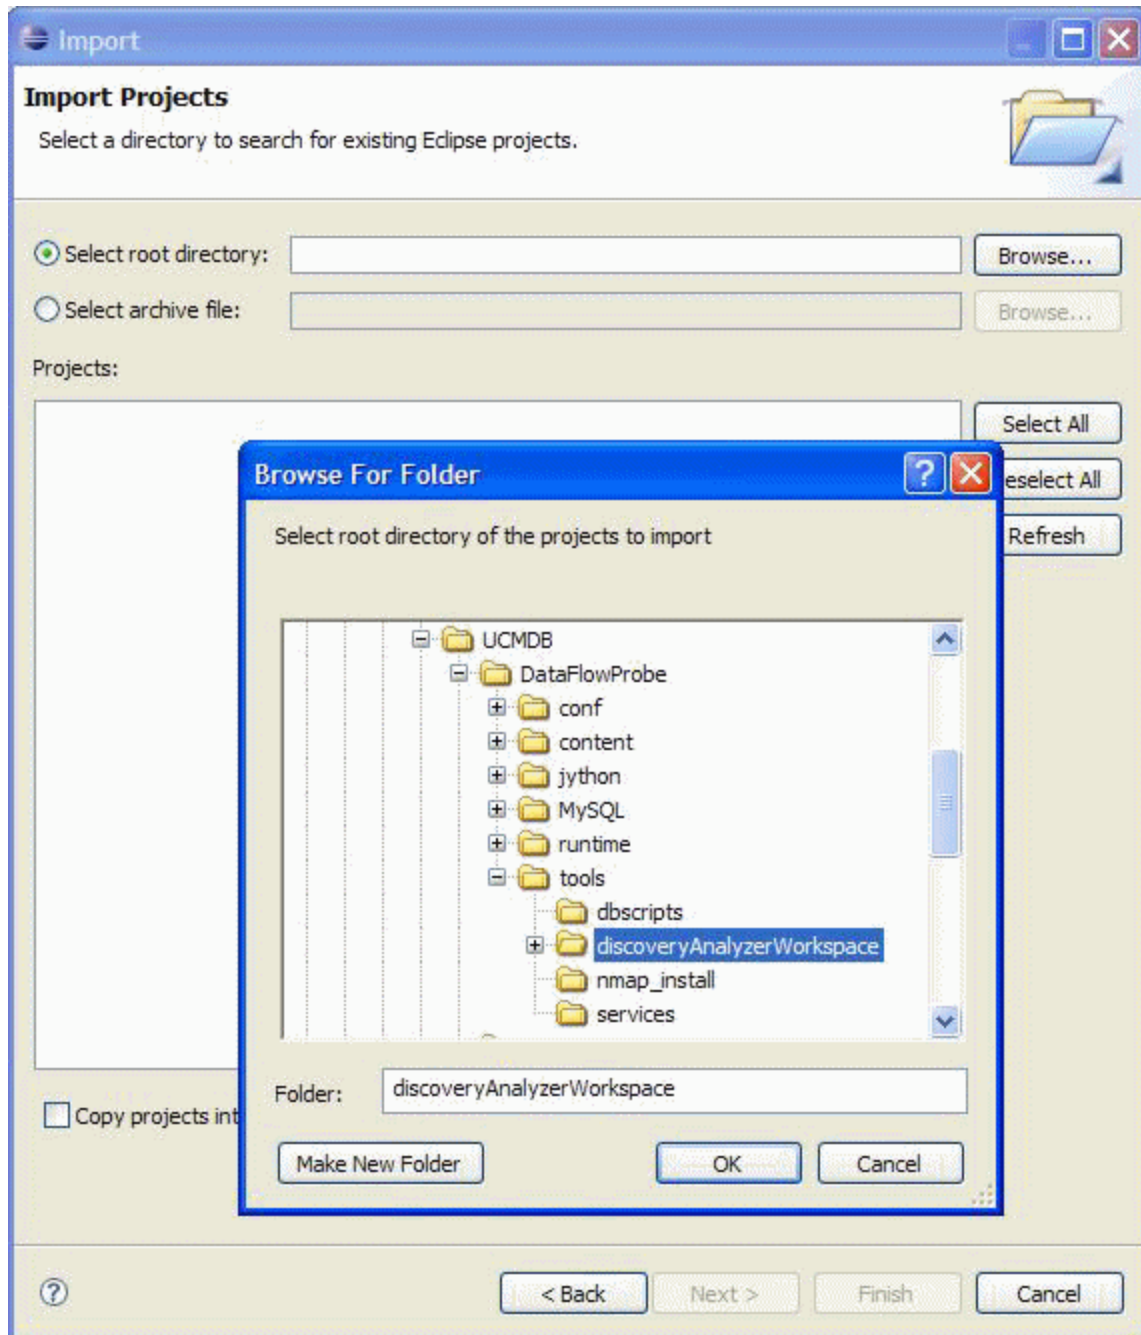 Import
Import Projects
Select a directory to search for existing Eclipse projects.
Select root directory:
Browse...
Select archive file:
Browse...
Projects:
Select All
eselect All
Refresh
Browse For Folder
?
Select root directory of the projects to import
UCMDB
DataFlowProbe
conf
content
jython
MySQL
runtime
tools
dbscripts
discoveryAnalyzerWorkspace
nmap_install
services
Folder: discoveryAnalyzerWorkspace
Make New Folder
OK
Cancel
Copy projects int
?
< Back
Next >
Finish
Cancel